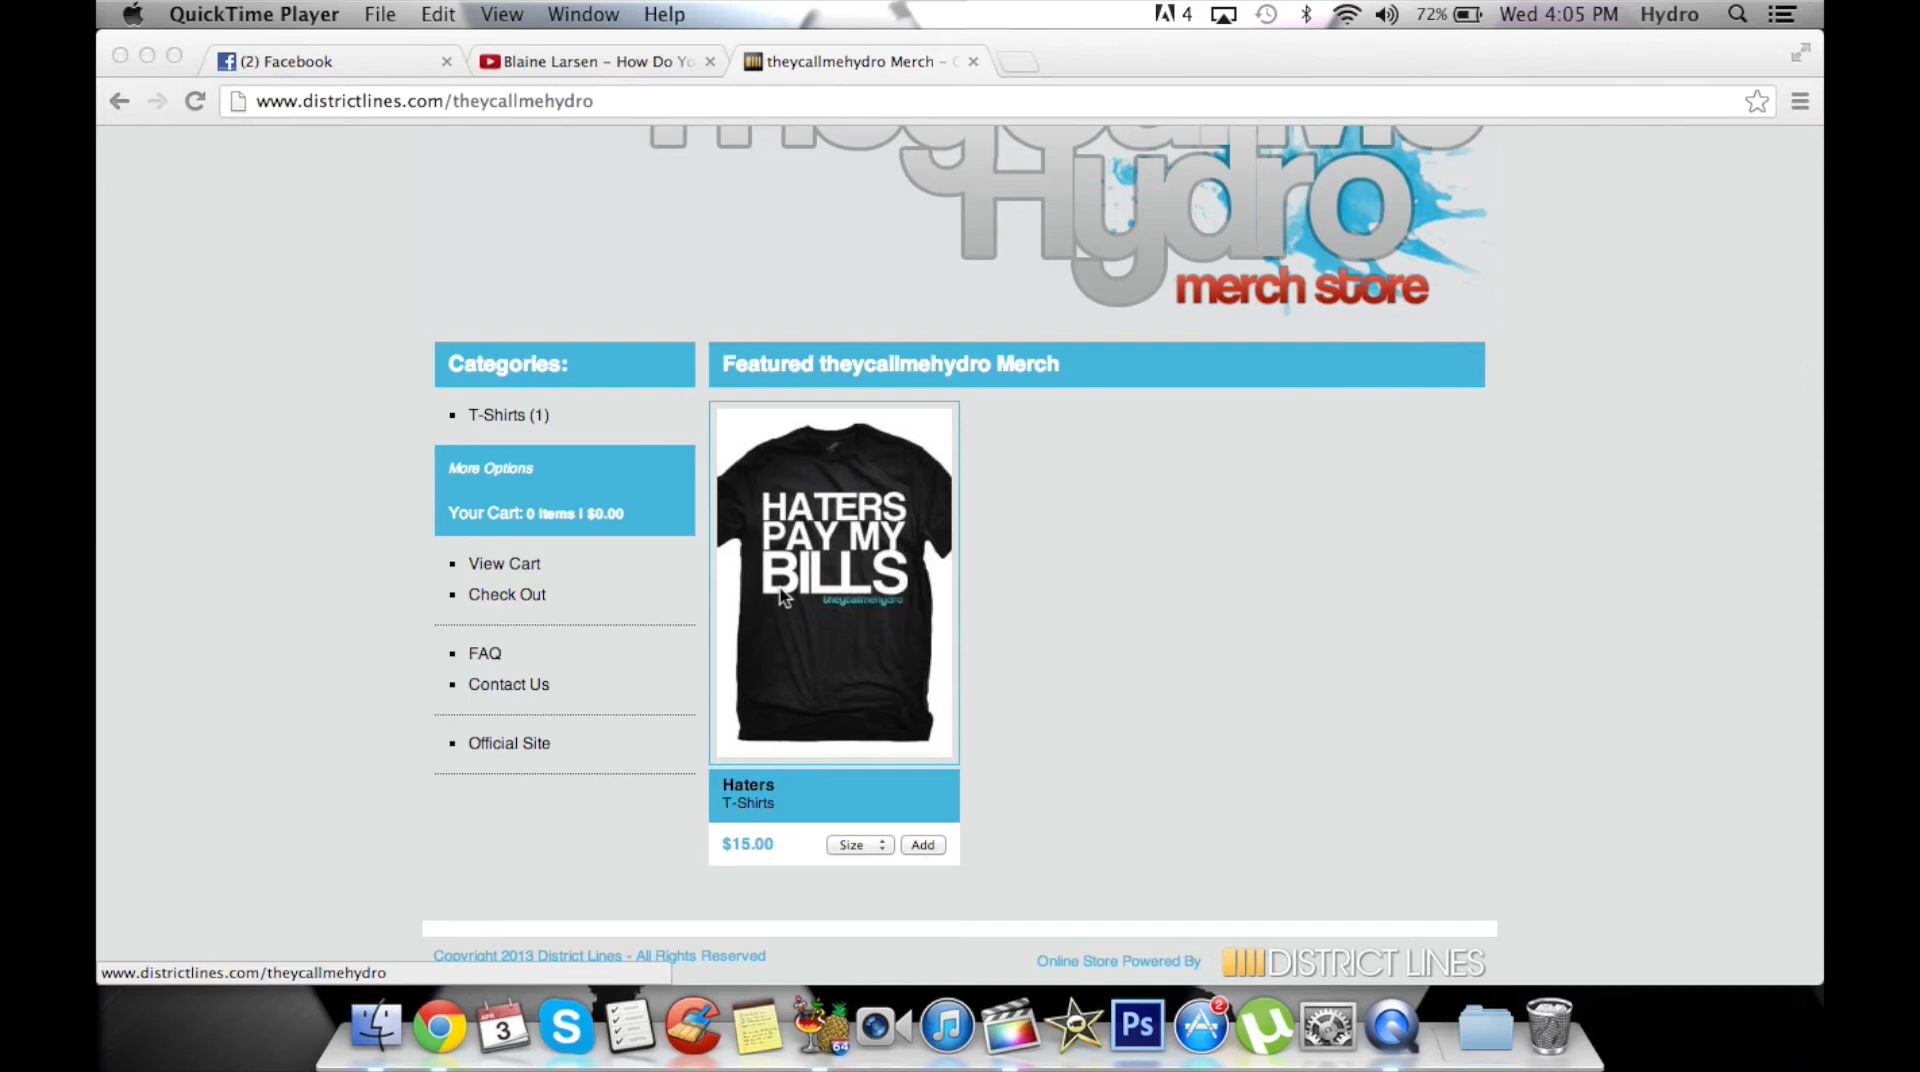 QuickTime Player File Edit View Window Help 4 72% Wed 4:05 PM Hydro
(2) Facebook
Blaine Larsen – How Do Yo
theycallmehydro Merch –
www.districtlines.com/theycallmehydro
Hydro
merch store
Categories:
T-Shirts (1)
More Options
Your Cart: 0 Items | $0.00
View Cart
Check Out
FAQ
Contact Us
Official Site
Featured theycallmehydro Merch
HATERS
PAY MY
BILLS
theycallmehydro
Haters
T-Shirts
$15.00 Size Add
Copyright 2013 District Lines - All Rights Reserved
Online Store Powered By DISTRICT LINES
www.districtlines.com/theycallmehydro
APR
3
S
64
Ps
2